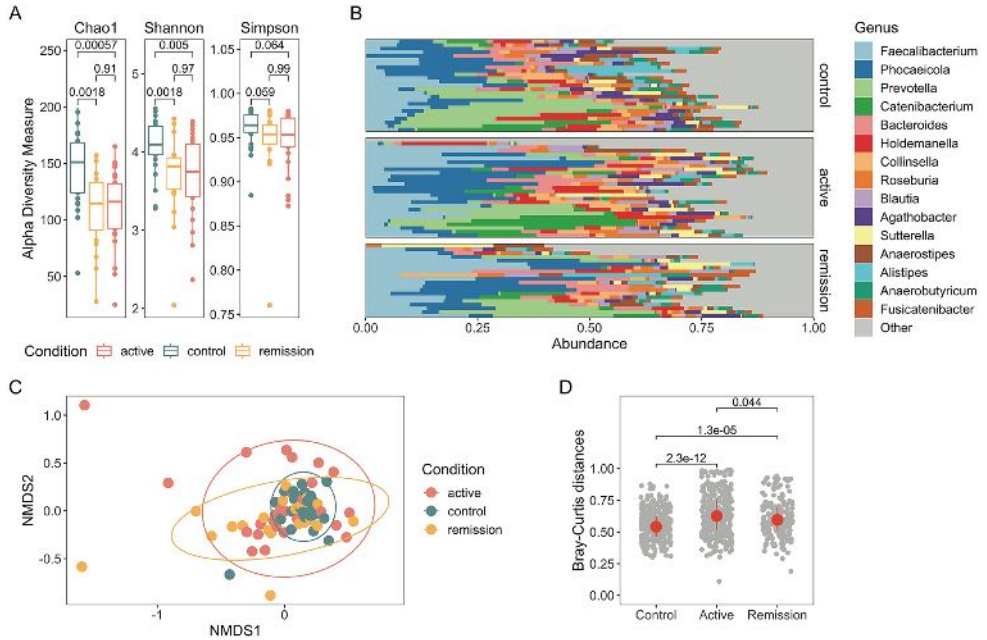 A
Chao1 Shannon Simpson
0.00057 0.005 0.064
0.91 0.97 0.99
0.0018 0.0018 0.059
250
200
150
100
50
5
4
3
2
1.05
1.00
0.95
0.90
0.85
0.80
0.75
Alpha Diversity Measure
Condition active control remission
B
control
active
remission
0.00 0.25 0.50 0.75 1.00
Abundance
Genus
Faecalibacterium
Phocaeicola
Prevotella
Catenibacterium
Bacteroides
Holdemanella
Collinsella
Roseburia
Blautia
Agathobacter
Sutterella
Anaerostipes
Alistipes
Anaerobutyricum
Fusicatenibacter
Other
C
1.0
0.5
0.0
-0.5
NMDS2
-1 0
NMDS1
Condition
active
control
remission
D
0.044
1.3e-05
2.3e-12
1.00
0.75
0.50
0.25
0.00
Bray-Curtis distances
Control Active Remission